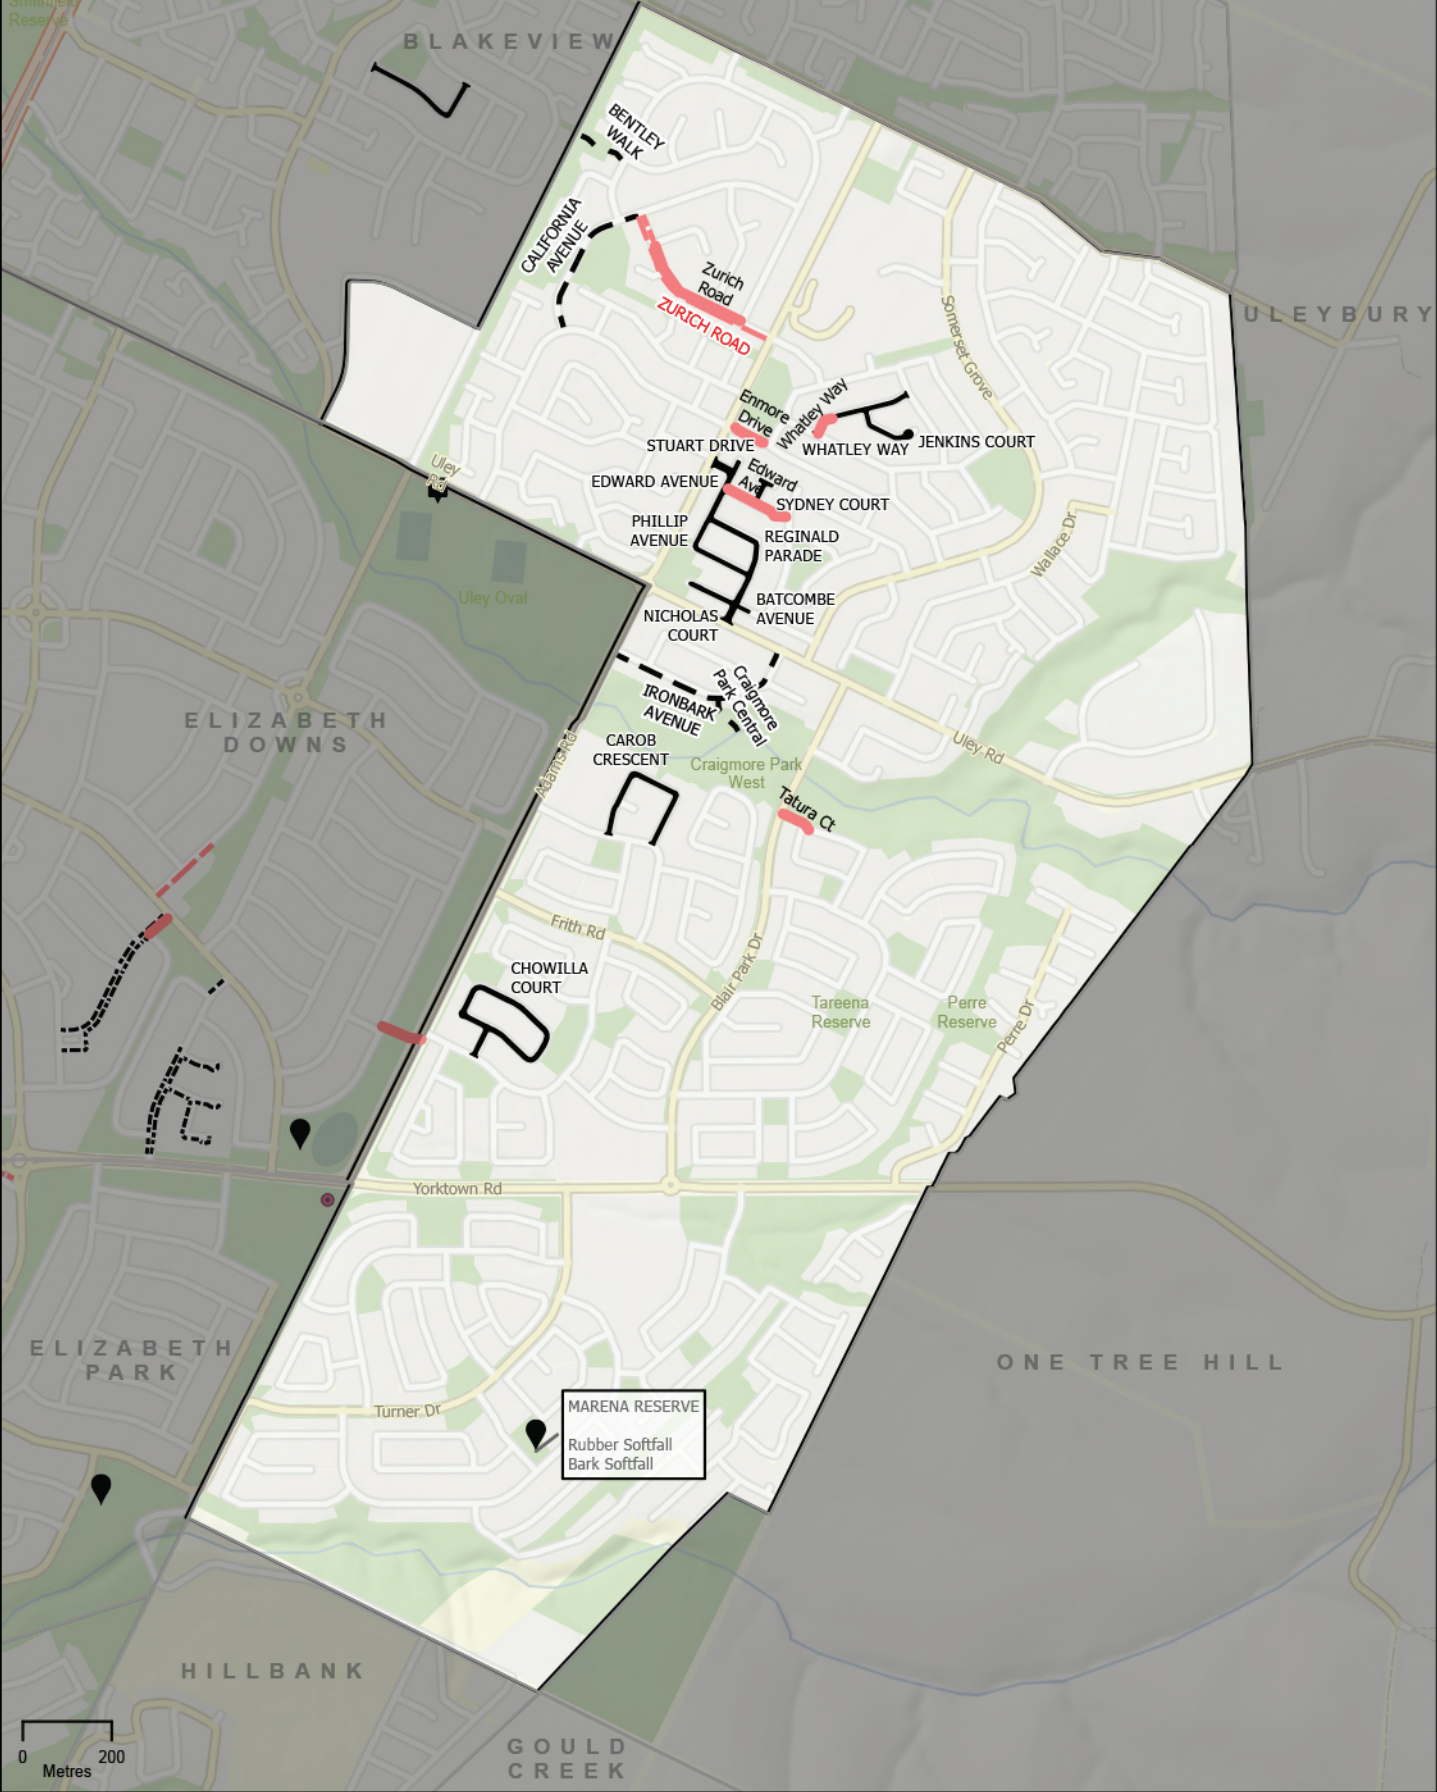 Smithfield
Reserve
BLAKEVIEW
BENTLEY
WALK
CALIFORNIA
AVENUE
Zurich
Road
ZURICH ROAD
ULEYBURY
Somerset Grove
Enmore
Drive
Whatley Way
STUART DRIVE
WHATLEY WAY
JENKINS COURT
Uley
Rd
EDWARD AVENUE
Edward
Ave
SYDNEY COURT
PHILLIP
AVENUE
REGINALD
PARADE
Wallace Dr
Uley Oval
NICHOLAS
COURT
BATCOMBE
AVENUE
IRONBARK
AVENUE
Craigmore
Park Central
ELIZABETH
DOWNS
Adams Rd
CAROB
CRESCENT
Craigmore Park
West
Uley Rd
Tatura Ct
Frith Rd
CHOWILLA
COURT
Blair Park Dr
Tareena
Reserve
Perre
Reserve
Perre Dr
Yorktown Rd
ELIZABETH
PARK
ONE TREE HILL
Turner Dr
MARENA RESERVE
Rubber Softfall
Bark Softfall
HILLBANK
GOULD
CREEK
0 200
Metres